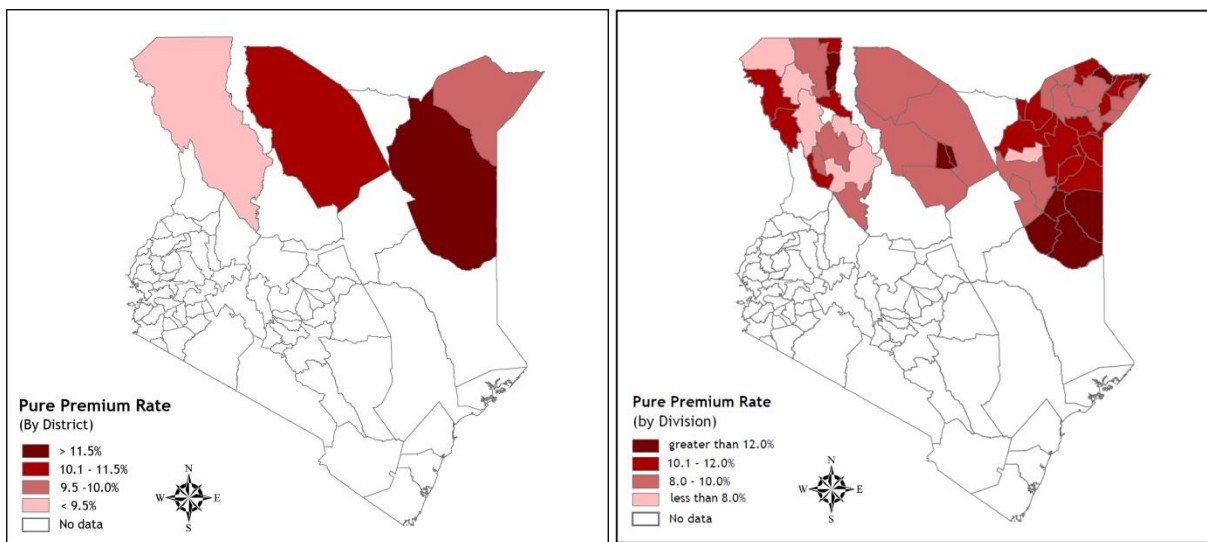 Pure Premium Rate
(By District)
> 11.5%
10.1 - 11.5%
9.5 -10.0%
< 9.5%
No data
N
W E
S
Pure Premium Rate
(by Division)
greater than 12.0%
10.1 - 12.0%
8.0 - 10.0%
less than 8.0%
No data
N
W E
S